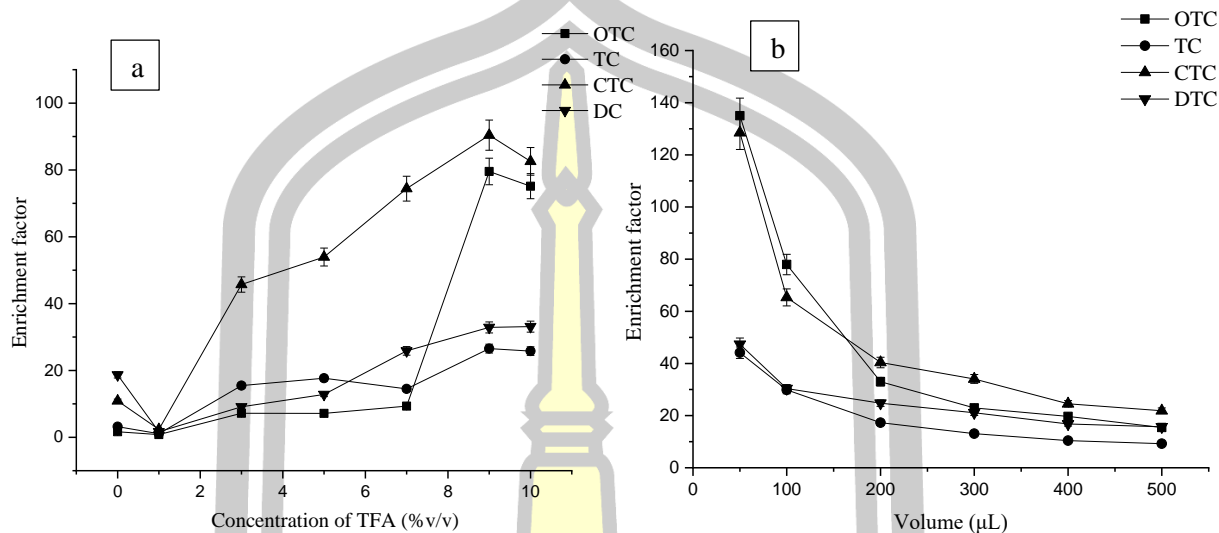 a
OTC
TC
CTC
DC
100
80
60
40
20
0
Enrichment factor
0 2 4 6 8 10
Concentration of TFA (%v/v)
b
OTC
TC
CTC
DTC
160
140
120
100
80
60
40
20
0
Enrichment factor
0 100 200 300 400 500
Volume (μL)